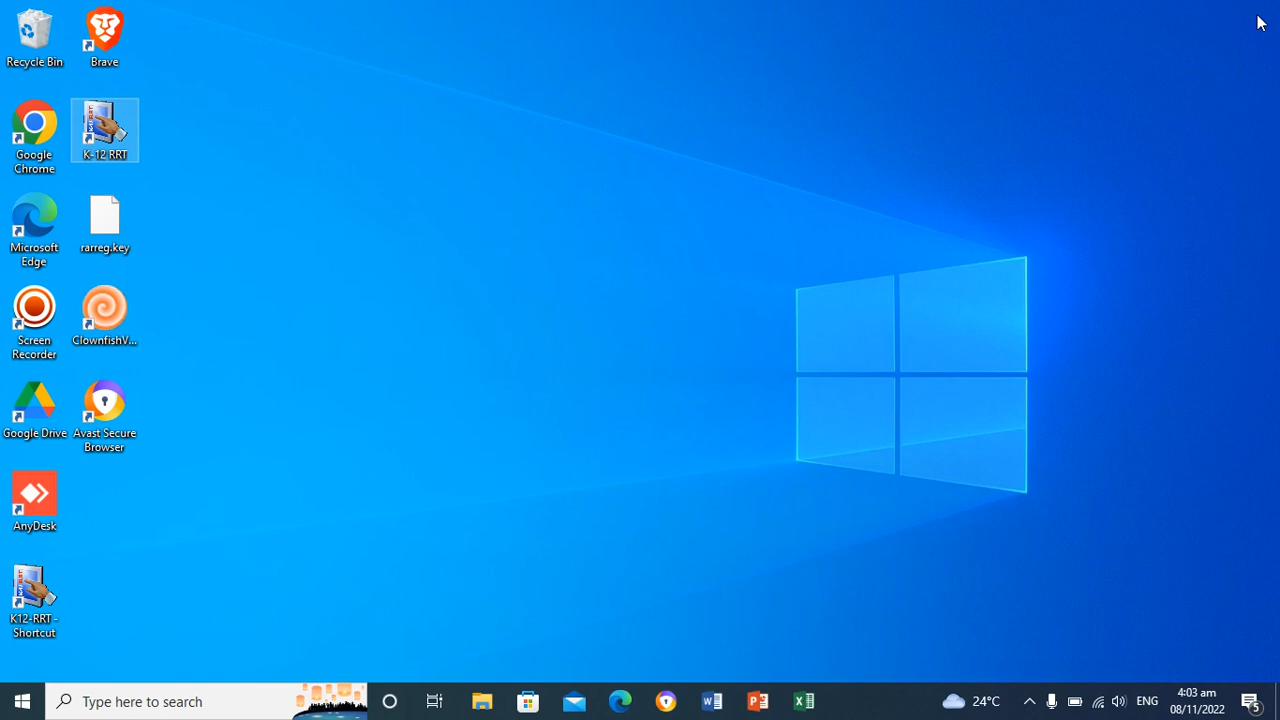 Recycle Bin
Brave
Google
Chrome
K-12 RRT
Microsoft
Edge
rarreg.key
Screen
Recorder
ClownfishV...
Google Drive
Avast Secure
Browser
AnyDesk
K12-RRT -
Shortcut
Type here to search
24°C
ENG
4:03 am
08/11/2022
5